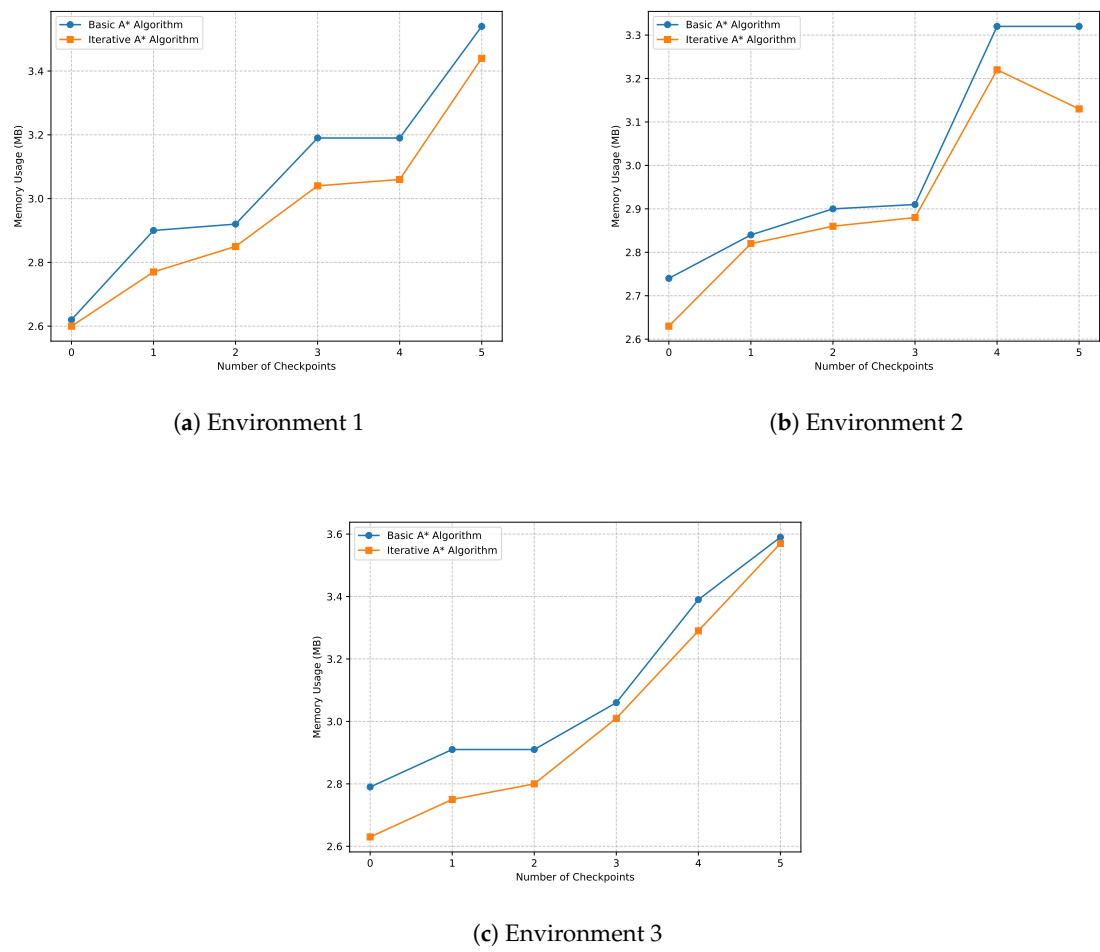 Basic A* Algorithm
Iterative A* Algorithm
3.4
3.2
3.0
2.8
2.6
Memory Usage (MB)
0 1 2 3 4 5
Number of Checkpoints
(a) Environment 1
Basic A* Algorithm
Iterative A* Algorithm
3.3
3.2
3.1
3.0
2.9
2.8
2.7
2.6
Memory Usage (MB)
0 1 2 3 4 5
Number of Checkpoints
(b) Environment 2
Basic A* Algorithm
Iterative A* Algorithm
3.6
3.4
3.2
3.0
2.8
2.6
Memory Usage (MB)
0 1 2 3 4 5
Number of Checkpoints
(c) Environment 3